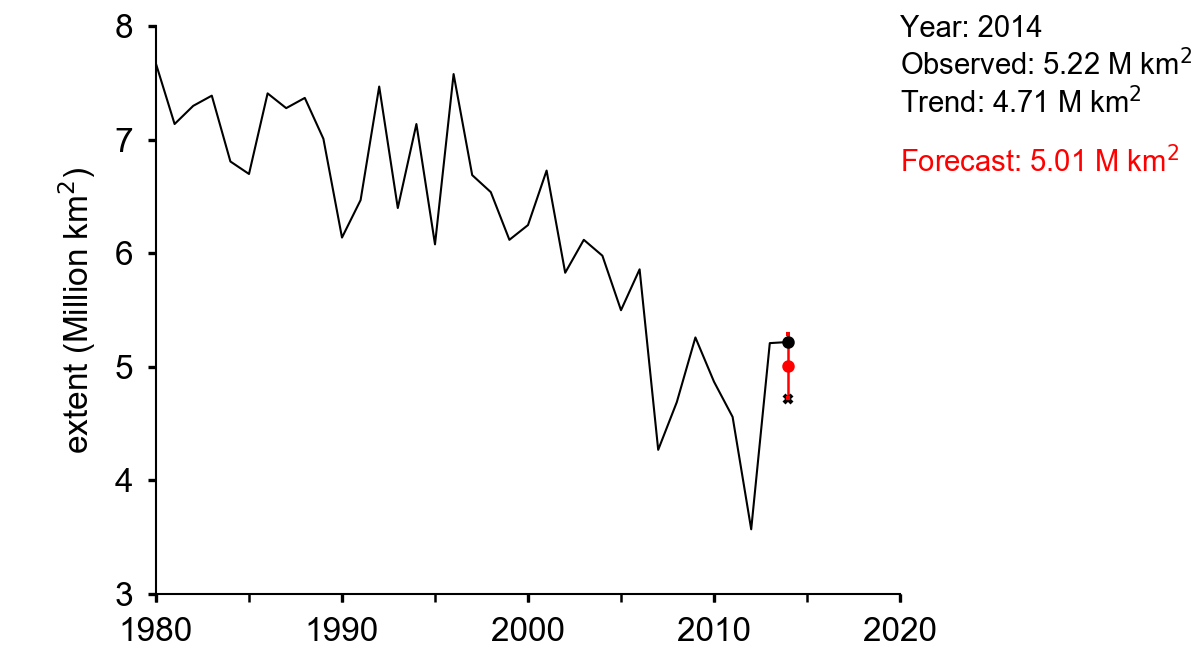 Year: 2014
Observed: 5.22 M km²
Trend: 4.71 M km²
Forecast: 5.01 M km²
extent (Million km²)
8
7
6
5
4
3
1980 1990 2000 2010 2020